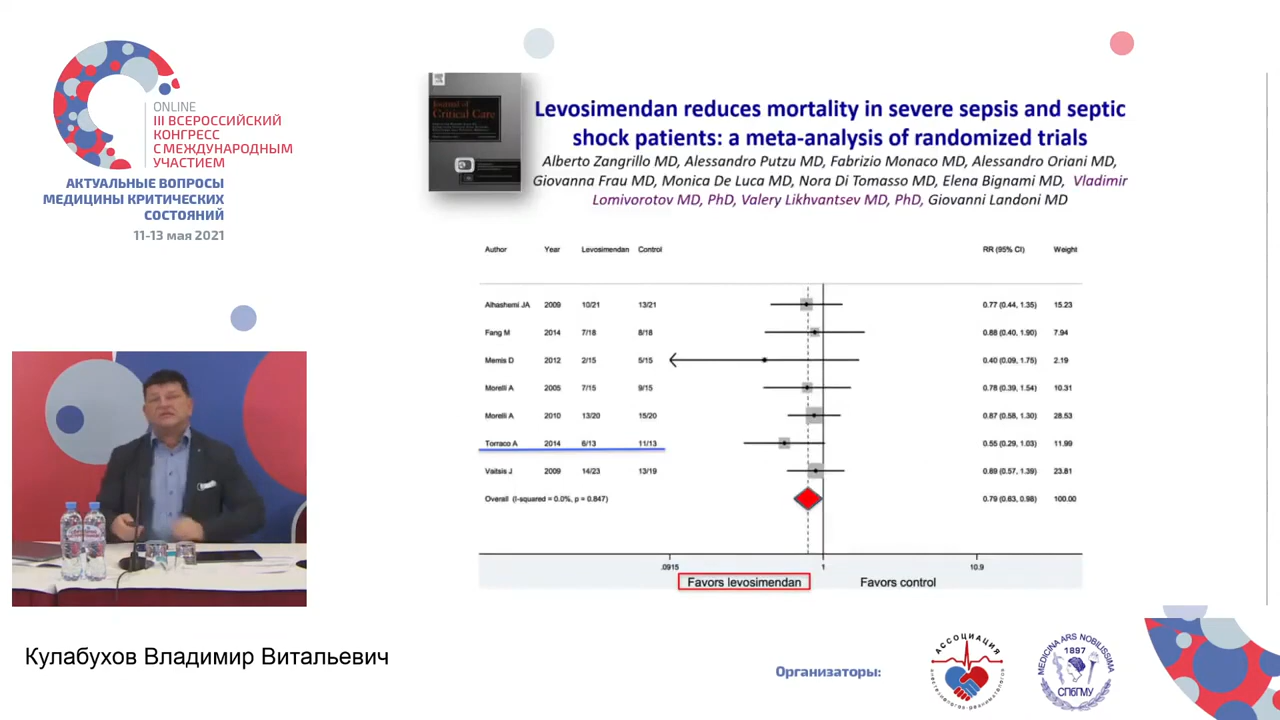 ONLINE
III ВСЕРОССИЙСКИЙ
КОНГРЕСС
С МЕЖДУНАРОДНЫМ
УЧАСТИЕМ
АКТУАЛЬНЫЕ ВОПРОСЫ
МЕДИЦИНЫ КРИТИЧЕСКИХ
СОСТОЯНИЙ
11-13 мая 2021
Journal of
Critical Care
Levosimendan reduces mortality in severe sepsis and septic
shock patients: a meta-analysis of randomized trials
Alberto Zangrillo MD, Alessandro Putzu MD, Fabrizio Monaco MD, Alessandro Oriani MD,
Giovanna Frau MD, Monica De Luca MD, Nora Di Tomasso MD, Elena Bignami MD, Vladimir
Lomivorotov MD, PhD, Valery Likhvantsev MD, PhD, Giovanni Landoni MD
Author Year Levosimendan Control RR (95% CI) Weight
Alhashemi JA 2009 10/21 13/21 0.77 (0.44, 1.35) 15.23
Fang M 2014 7/18 8/18 0.88 (0.40, 1.90) 7.94
Memis D 2012 2/15 5/15 0.40 (0.09, 1.75) 2.19
Morelli A 2005 7/15 9/15 0.78 (0.39, 1.54) 10.31
Morelli A 2010 13/20 15/20 0.87 (0.58, 1.30) 28.53
Torraco A 2014 6/13 11/13 0.55 (0.29, 1.03) 11.99
Vaitsis J 2009 14/23 13/19 0.89 (0.57, 1.39) 23.81
Overall (I-squared = 0.0%, p = 0.847) 0.79 (0.63, 0.98) 100.00
.0915 1 10.9
Favors levosimendan Favors control
Кулабухов Владимир Витальевич
Организаторы:
АССОЦИАЦИЯ
анестезиологов-реаниматологов
MEDICINA ARS NOBILISSIMA
1897
СПбГМУ